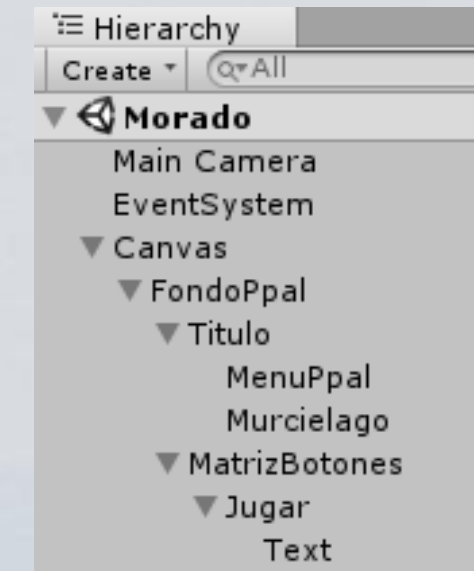 Hierarchy
Create All
Morado
Main Camera
EventSystem
Canvas
FondoPpal
Titulo
MenuPpal
Murcielago
MatrizBotones
Jugar
Text